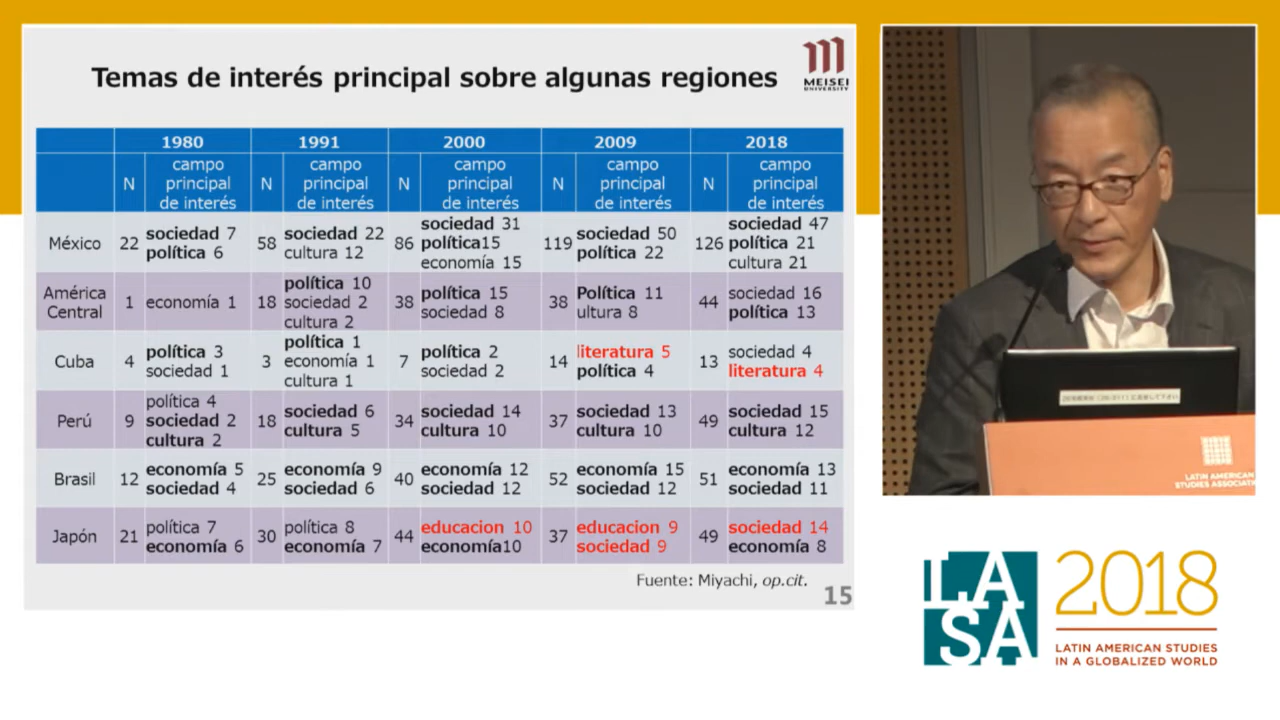 Temas de interés principal sobre algunas regiones
MEISEI
UNIVERSITY
1980 1991 2000 2009 2018
N campo principal de interés N campo principal de interés N campo principal de interés N campo principal de interés N campo principal de interés
México 22 sociedad 7 política 6 58 sociedad 22 cultura 12 86 sociedad 31 política15 economía 15 119 sociedad 50 política 22 126 sociedad 47 política 21 cultura 21
América Central 1 economía 1 18 política 10 sociedad 2 cultura 2 38 política 15 sociedad 8 38 Política 11 ultura 8 44 sociedad 16 política 13
Cuba 4 política 3 sociedad 1 3 política 1 economía 1 cultura 1 7 política 2 sociedad 2 14 literatura 5 política 4 13 sociedad 4 literatura 4
Perú 9 política 4 sociedad 2 cultura 2 18 sociedad 6 cultura 5 34 sociedad 14 cultura 10 37 sociedad 13 cultura 10 49 sociedad 15 cultura 12
Brasil 12 economía 5 sociedad 4 25 economía 9 sociedad 6 40 economía 12 sociedad 12 52 economía 15 sociedad 12 51 economía 13 sociedad 11
Japón 21 política 7 economía 6 30 política 8 economía 7 44 educacion 10 economía10 37 educacion 9 sociedad 9 49 sociedad 14 economía 8
Fuente: Miyachi, op.cit.
15
LATIN AMERICAN
STUDIES ASSOCIATI
LASA
2018
LATIN AMERICAN STUDIES
IN A GLOBALIZED WORLD